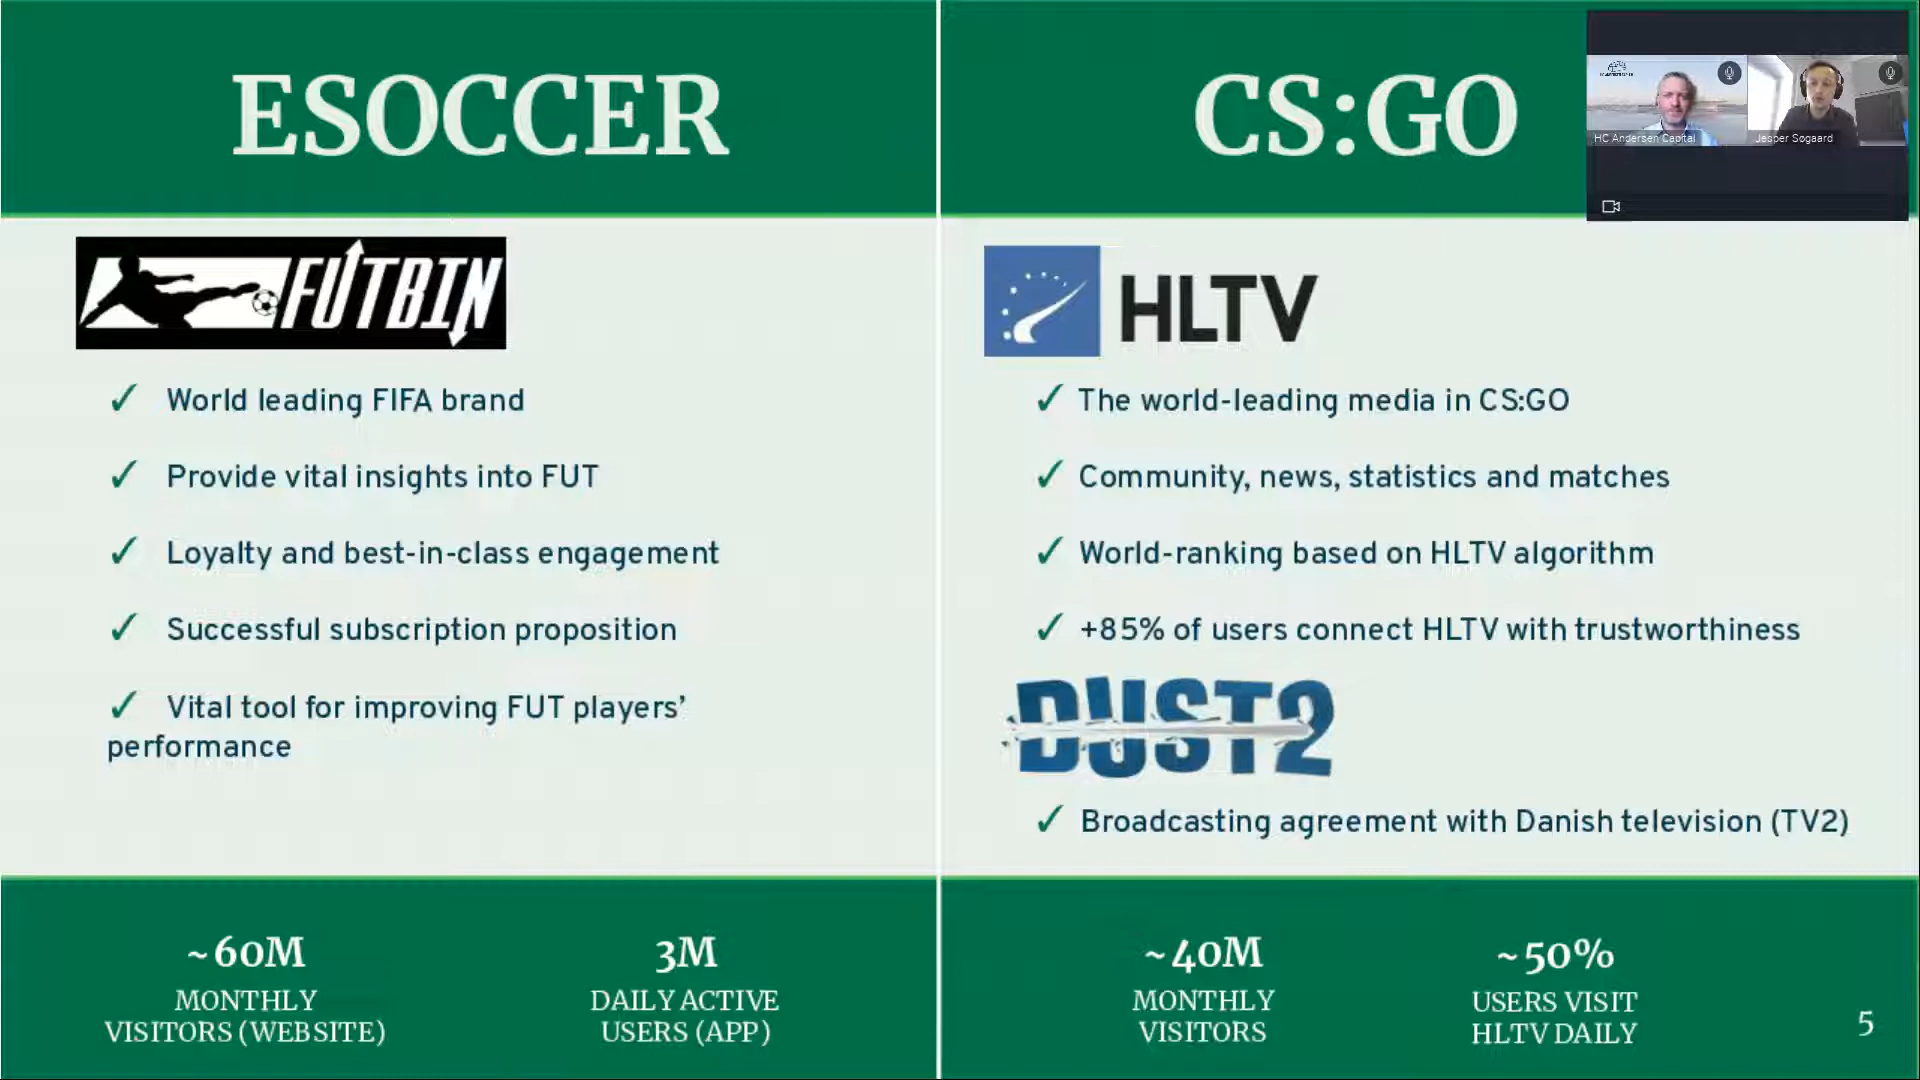 ESOCCER
FUTBIN
✓ World leading FIFA brand
✓ Provide vital insights into FUT
✓ Loyalty and best-in-class engagement
✓ Successful subscription proposition
✓ Vital tool for improving FUT players’
performance
~60M
MONTHLY
VISITORS (WEBSITE)
3M
DAILY ACTIVE
USERS (APP)
CS:GO
HC Andersen Capital
Jesper Søgaard
HLTV
✓ The world-leading media in CS:GO
✓ Community, news, statistics and matches
✓ World-ranking based on HLTV algorithm
✓ +85% of users connect HLTV with trustworthiness
DUST2
✓ Broadcasting agreement with Danish television (TV2)
~40M
MONTHLY
VISITORS
~50%
USERS VISIT
HLTV DAILY
5